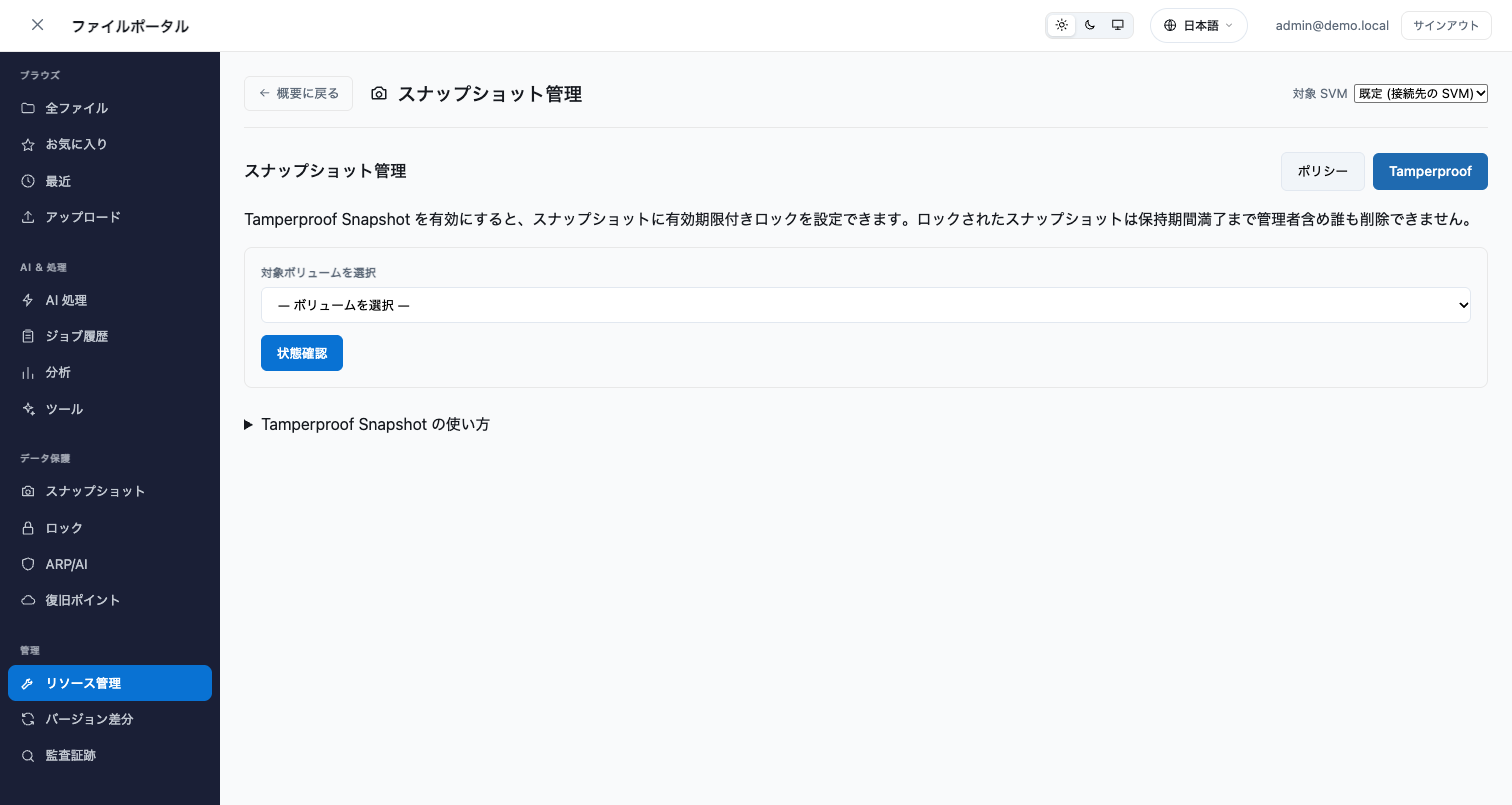 ファイルポータル
日本語
admin@demo.local
サインアウト
ブラウズ
全ファイル
お気に入り
最近
アップロード
AI & 処理
AI 処理
ジョブ履歴
分析
ツール
データ保護
スナップショット
ロック
ARP/AI
復旧ポイント
管理
リソース管理
バージョン差分
監査証跡
← 概要に戻る
スナップショット管理
対象 SVM
既定 (接続先の SVM)
スナップショット管理
ポリシー
Tamperproof
Tamperproof Snapshot を有効にすると、スナップショットに有効期限付きロックを設定できます。ロックされたスナップショットは保持期間満了まで管理者含め誰も削除できません。
対象ボリュームを選択
— ボリュームを選択 —
状態確認
▶ Tamperproof Snapshot の使い方